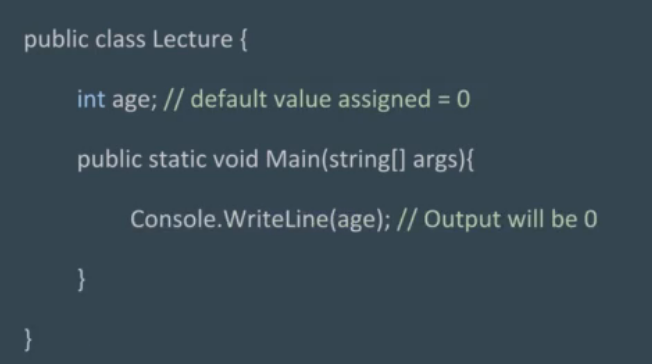 public class Lecture {
int age; // default value assigned = 0
public static void Main(string[] args){
Console.WriteLine(age); // Output will be 0
}
}